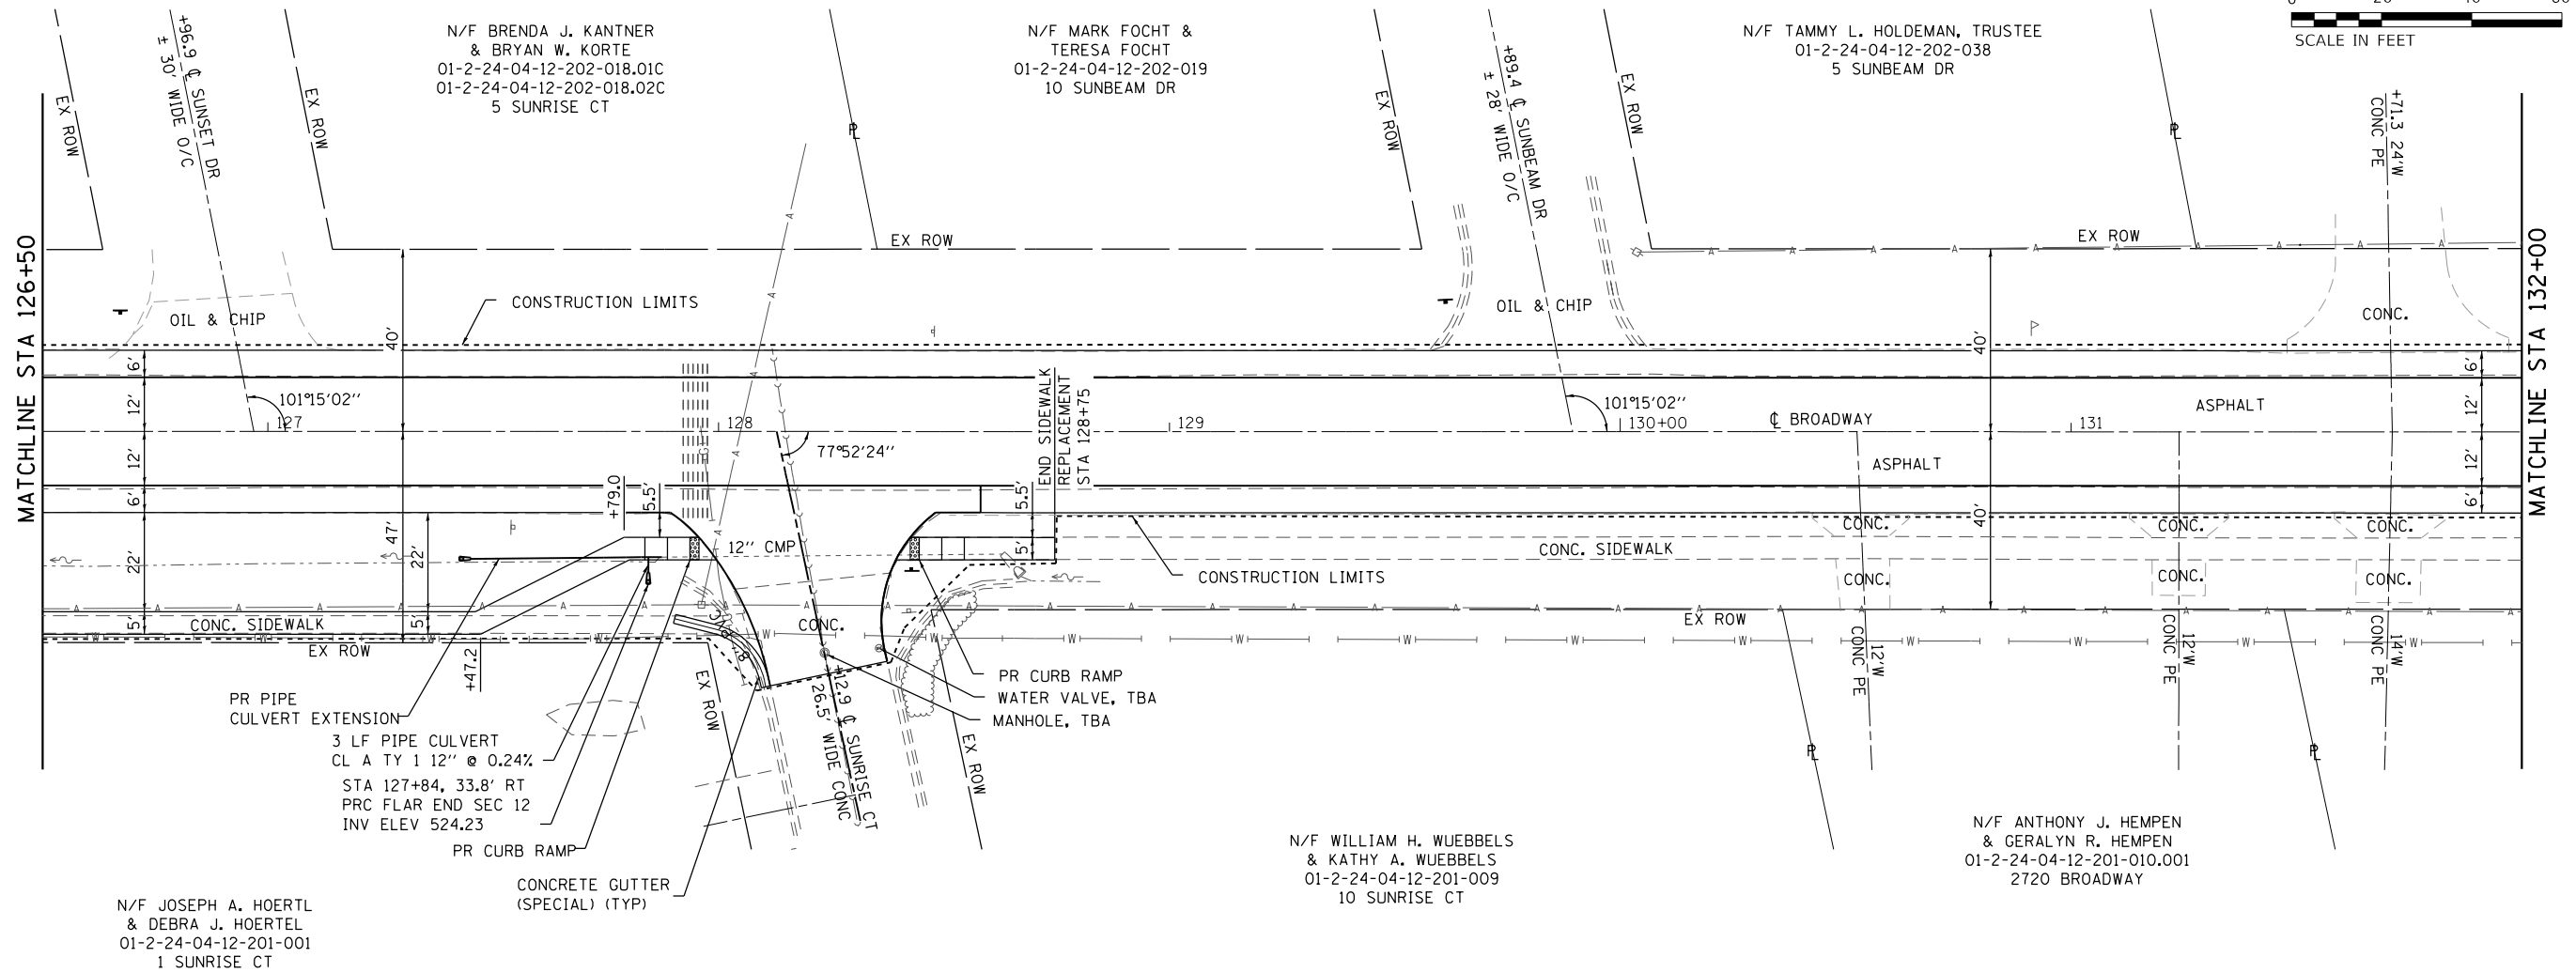 0 20 40 60
SCALE IN FEET
N/F BRENDA J. KANTNER
& BRYAN W. KORTE
01-2-24-04-12-202-018.01C
01-2-24-04-12-202-018.02C
5 SUNRISE CT
N/F MARK FOCHT &
TERESA FOCHT
01-2-24-04-12-202-019
10 SUNBEAM DR
N/F TAMMY L. HOLDEMAN, TRUSTEE
01-2-24-04-12-202-038
5 SUNBEAM DR
EX ROW
+96.9 ℄ SUNSET DR
± 30' WIDE O/C
EX ROW
℄
EX ROW
+89.4 ℄ SUNBEAM DR
± 28' WIDE O/C
EX ROW
℄
+71.3 24'W
CONC PE
EX ROW
EX ROW
MATCHLINE STA 126+50
MATCHLINE STA 132+00
CONSTRUCTION LIMITS
OIL & CHIP
OIL & CHIP
CONC.
40'
40'
6'
6'
12'
12'
101°15'02"
127
128
129
101°15'02"
130+00
℄ BROADWAY
131
ASPHALT
ASPHALT
77°52'24"
END SIDEWALK
REPLACEMENT
STA 128+75
12'
12'
6'
6'
+79.0
5.5'
5.5'
47'
40'
22'
22'
12" CMP
5'
CONC. SIDEWALK
CONC.
CONC.
CONC.
CONC.
CONC.
CONC.
CONSTRUCTION LIMITS
5'
5'
CONC. SIDEWALK
CONC.
EX ROW
EX ROW
+47.2
EX ROW
+12.9 ℄ SUNRISE CT
26.5' WIDE CONC
EX ROW
PR CURB RAMP
WATER VALVE, TBA
MANHOLE, TBA
12'W
CONC PE
12'W
CONC PE
14'W
CONC PE
PR PIPE
CULVERT EXTENSION
3 LF PIPE CULVERT
CL A TY 1 12" @ 0.24%
STA 127+84, 33.8' RT
PRC FLAR END SEC 12
INV ELEV 524.23
PR CURB RAMP
CONCRETE GUTTER
(SPECIAL) (TYP)
N/F WILLIAM H. WUEBBELS
& KATHY A. WUEBBELS
01-2-24-04-12-201-009
10 SUNRISE CT
N/F ANTHONY J. HEMPEN
& GERALYN R. HEMPEN
01-2-24-04-12-201-010.001
2720 BROADWAY
N/F JOSEPH A. HOERTL
& DEBRA J. HOERTEL
01-2-24-04-12-201-001
1 SUNRISE CT